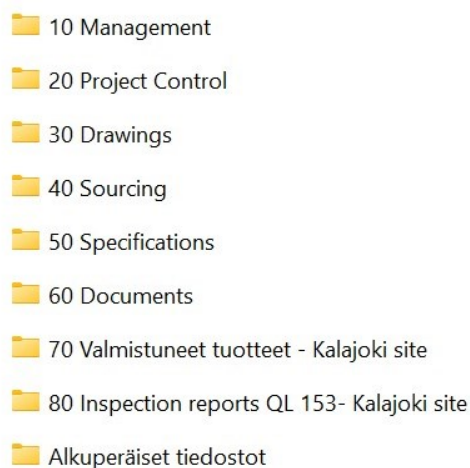 10 Management
20 Project Control
30 Drawings
40 Sourcing
50 Specifications
60 Documents
70 Valmistuneet tuotteet - Kalajoki site
80 Inspection reports QL 153- Kalajoki site
Alkuperäiset tiedostot